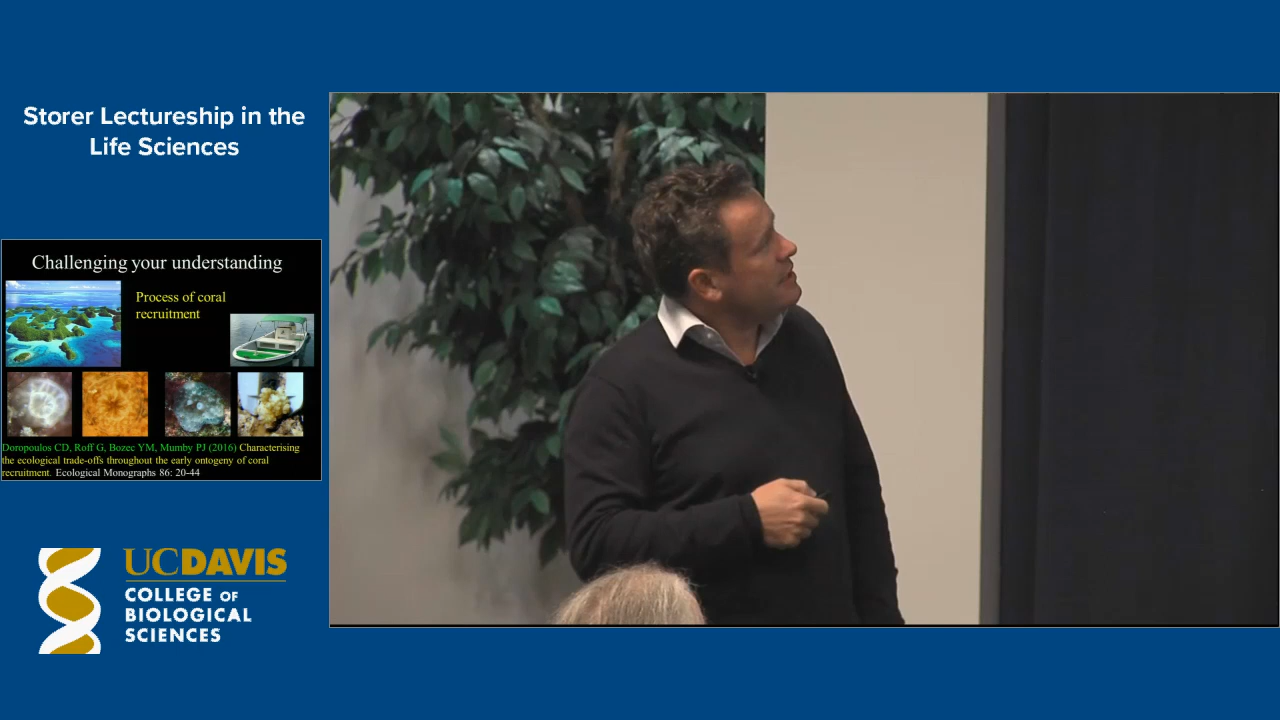 Storer Lectureship in the
Life Sciences
Challenging your understanding
Process of coral
recruitment
Doropoulos CD, Roff G, Bozec YM, Mumby PJ (2016) Characterising
the ecological trade-offs throughout the early ontogeny of coral
recruitment. Ecological Monographs 86: 20-44
UCDAVIS
COLLEGE OF
BIOLOGICAL
SCIENCES